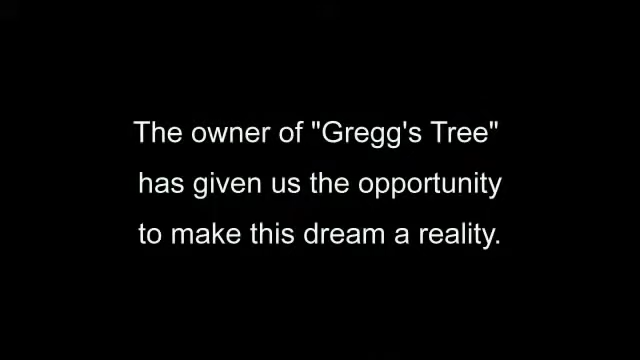 The owner of "Gregg's Tree"
has given us the opportunity
to make this dream a reality.